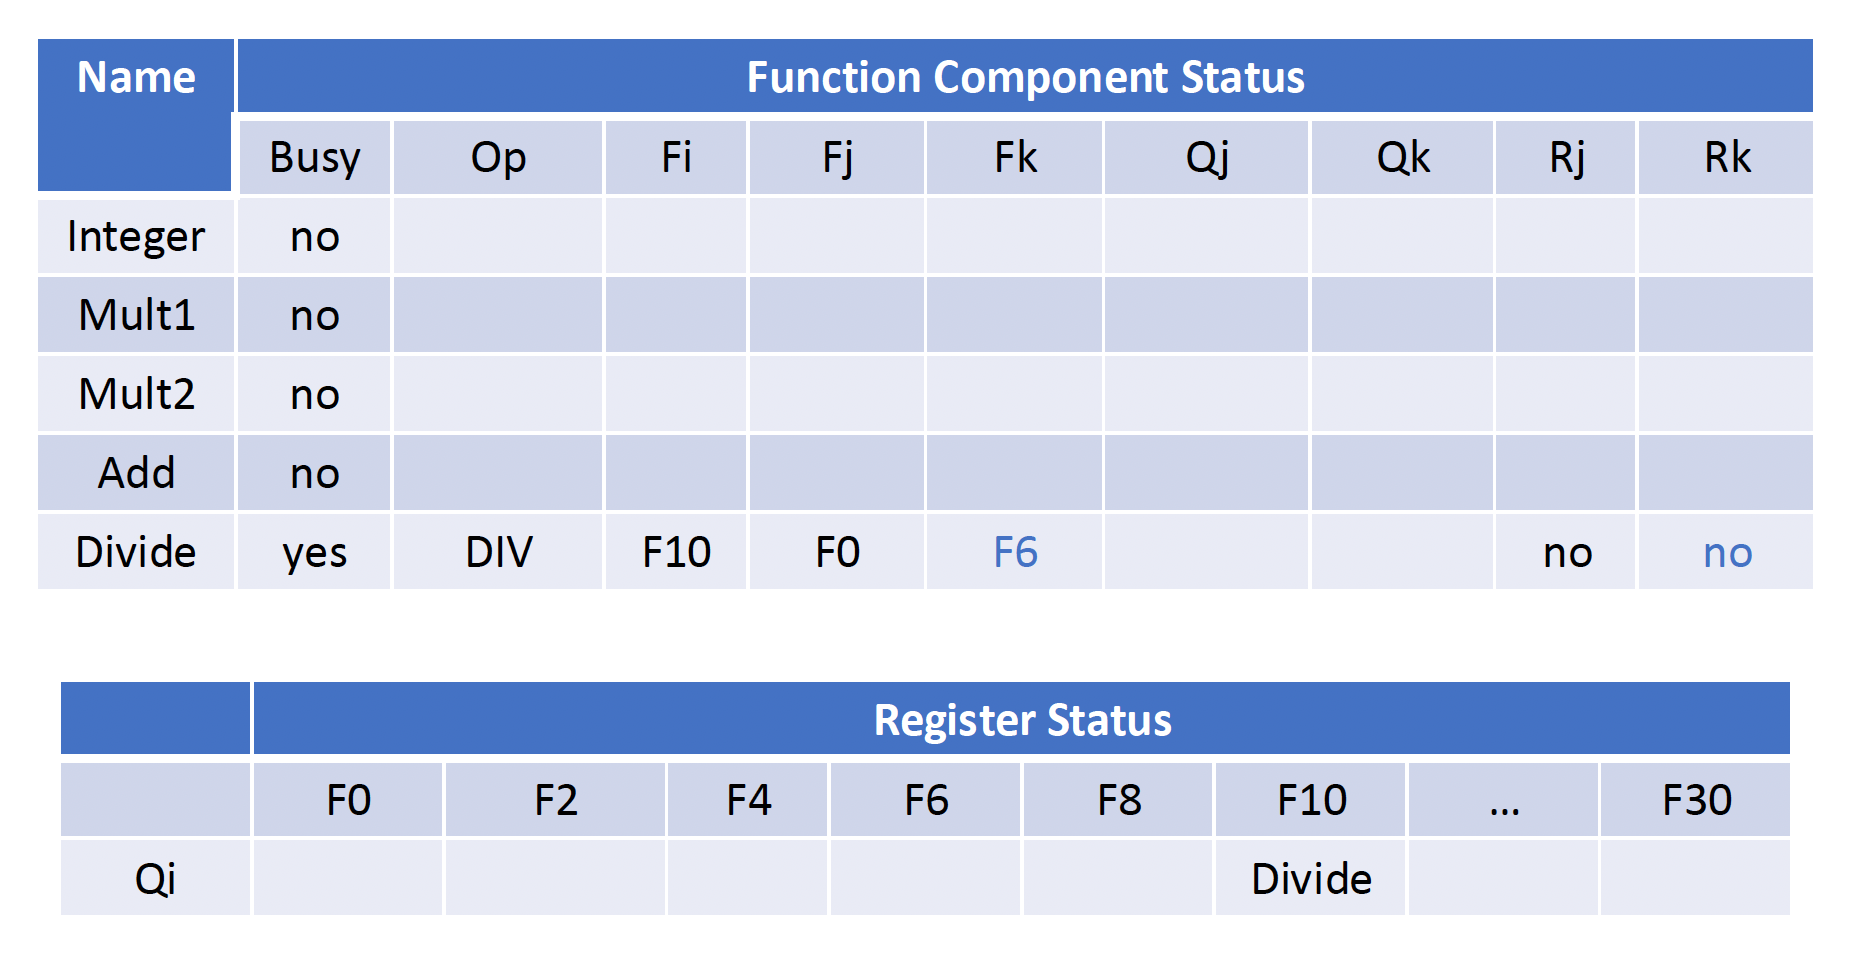 Name Function Component Status
Busy Op Fi Fj Fk Qj Qk Rj Rk
Integer no
Mult1 no
Mult2 no
Add no
Divide yes DIV F10 F0 F6 no no
Register Status
F0 F2 F4 F6 F8 F10 ... F30
Qi Divide